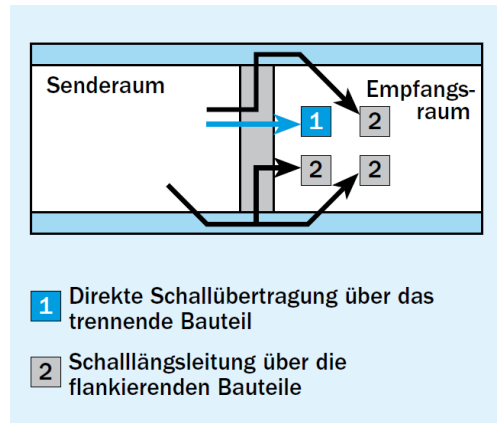 Senderaum
Empfangs-
raum
1
2
2
2
1 Direkte Schallübertragung über das
trennende Bauteil
2 Schalllängsleitung über die
flankierenden Bauteile